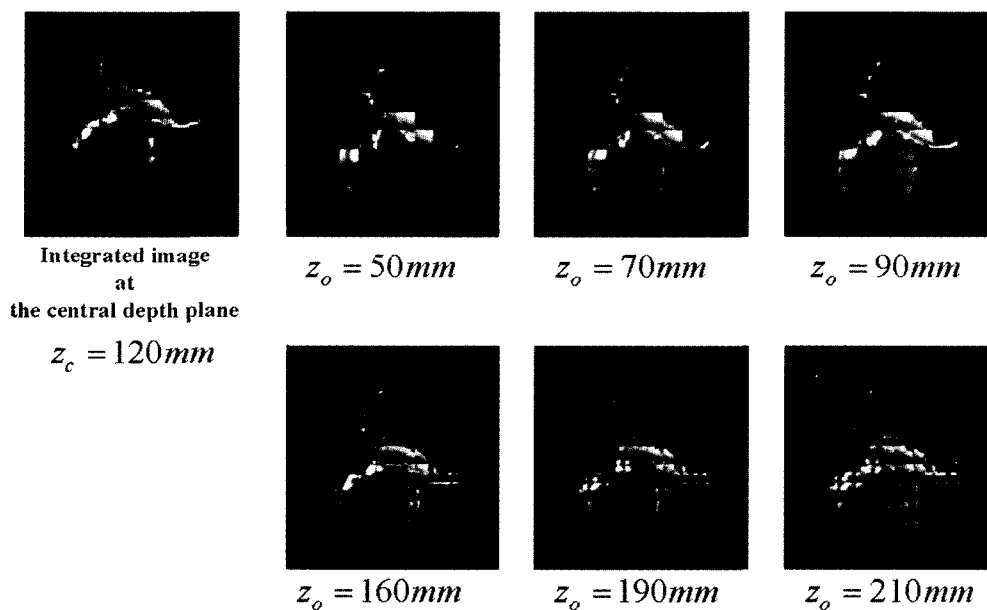 Integrated image
at
the central depth plane
z_c = 120mm
z_o = 50mm
z_o = 70mm
z_o = 90mm
z_o = 160mm
z_o = 190mm
z_o = 210mm